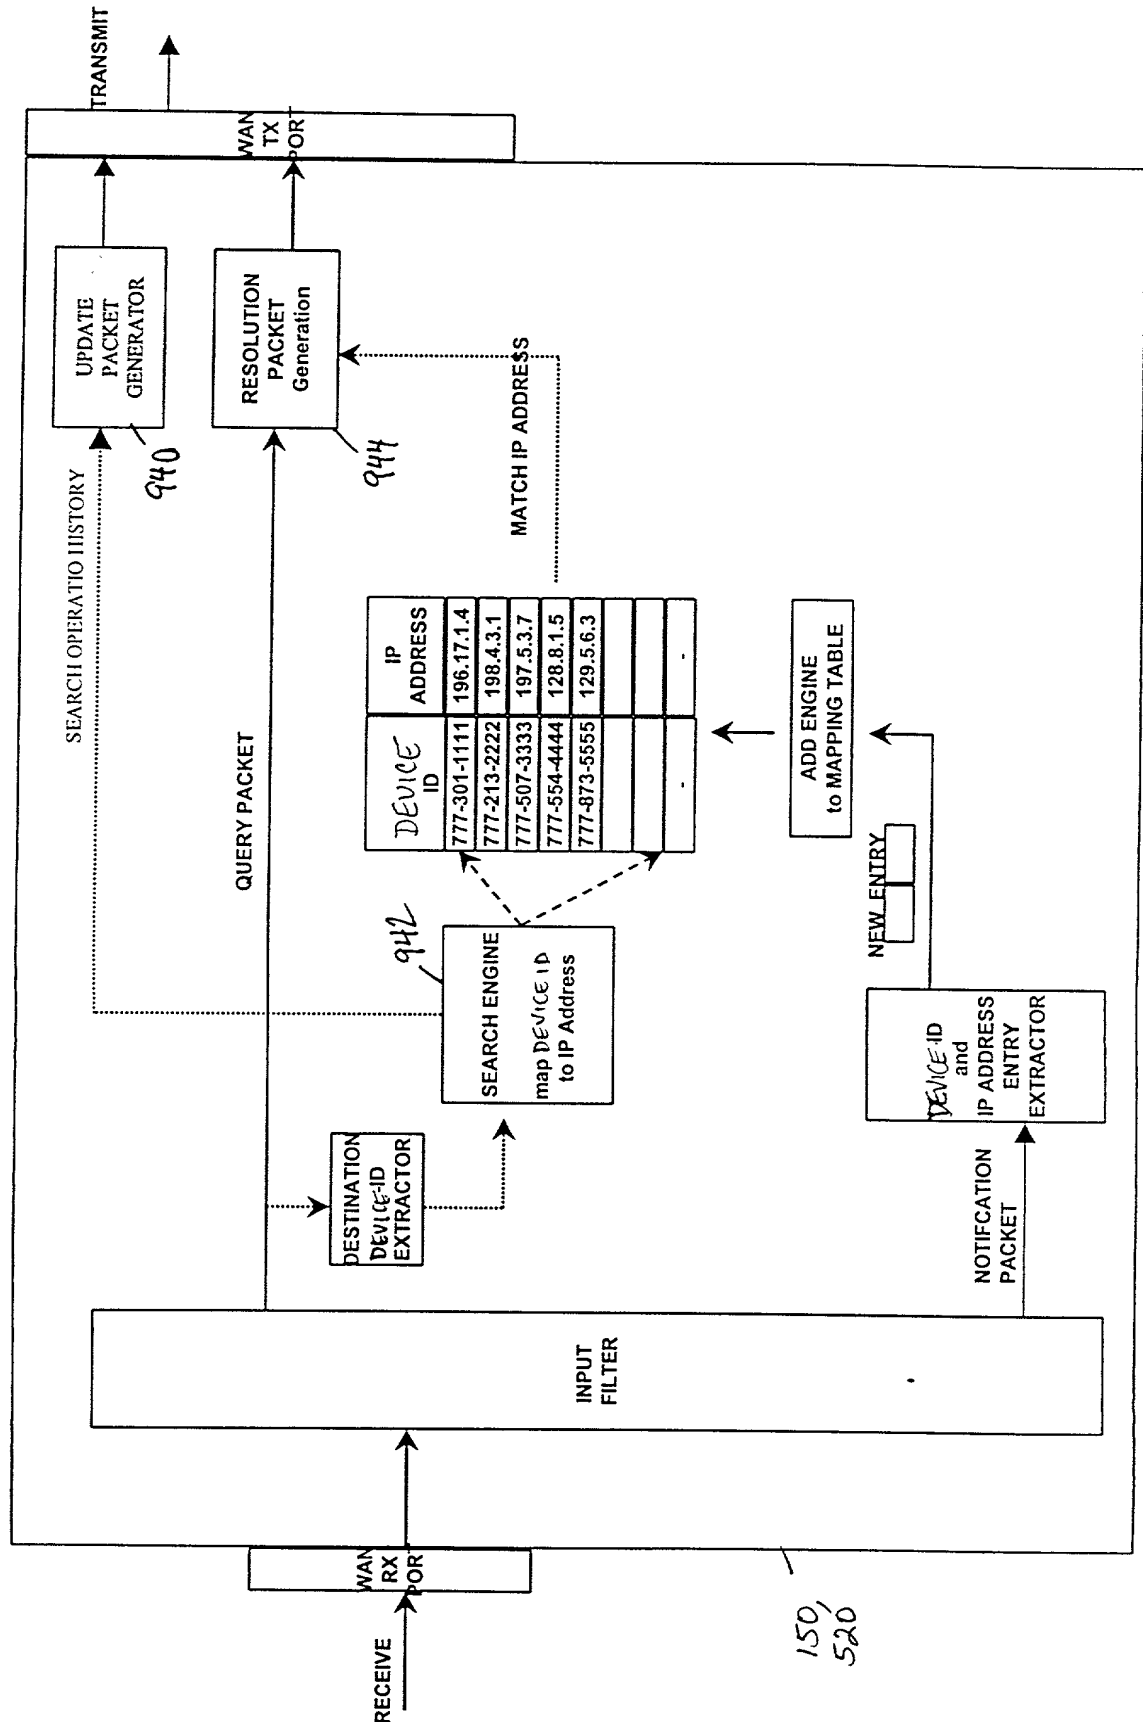 TRANSMIT
WAN
TX
PORT
UPDATE
PACKET
GENERATOR
940
SEARCH OPERATIO HISTORY
RESOLUTION
PACKET
Generation
944
QUERY PACKET
MATCH IP ADDRESS
DEVICE
ID
IP
ADDRESS
777-301-1111 196.17.1.4
777-213-2222 198.4.3.1
777-507-3333 197.5.3.7
777-554-4444 128.8.1.5
777-873-5555 129.5.6.3
- -
942
SEARCH ENGINE
map DEVICE ID
to IP Address
DESTINATION
DEVICE-ID
EXTRACTOR
ADD ENGINE
to MAPPING TABLE
NEW ENTRY
DEVICE-ID
and
IP ADDRESS
ENTRY
EXTRACTOR
NOTIFCATION
PACKET
INPUT
FILTER
WAN
RX
PORT
RECEIVE
150,
520